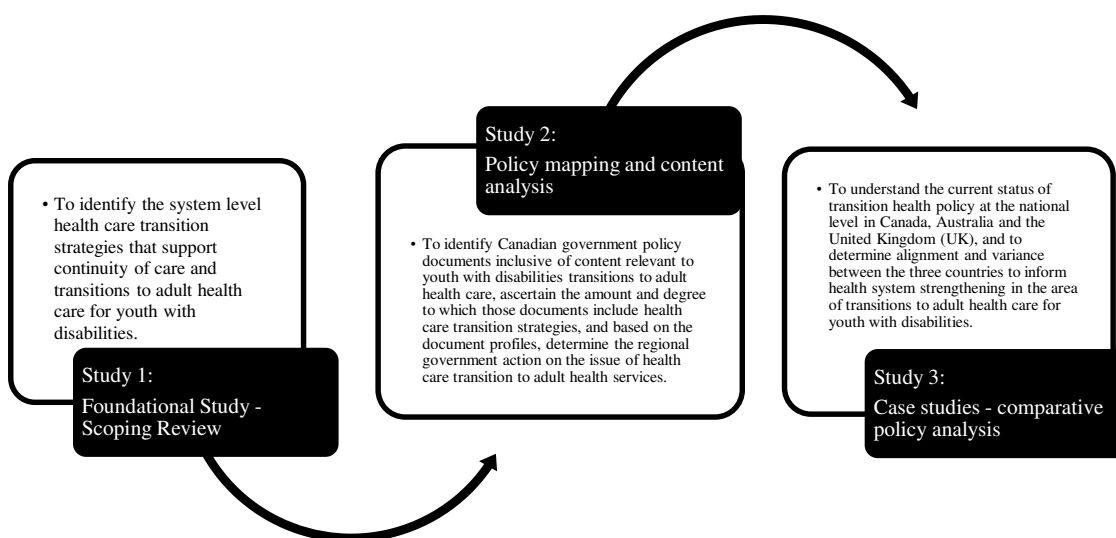 • To identify the system level
health care transition
strategies that support
continuity of care and
transitions to adult health
care for youth with
disabilities.
Study 1:
Foundational Study -
Scoping Review
Study 2:
Policy mapping and content
analysis
• To identify Canadian government policy
documents inclusive of content relevant to
youth with disabilities transitions to adult
health care, ascertain the amount and degree
to which those documents include health
care transition strategies, and based on the
document profiles, determine the regional
government action on the issue of health
care transition to adult health services.
• To understand the current status of
transition health policy at the national
level in Canada, Australia and the
United Kingdom (UK), and to
determine alignment and variance
between the three countries to inform
health system strengthening in the area
of transitions to adult health care for
youth with disabilities.
Study 3:
Case studies - comparative
policy analysis